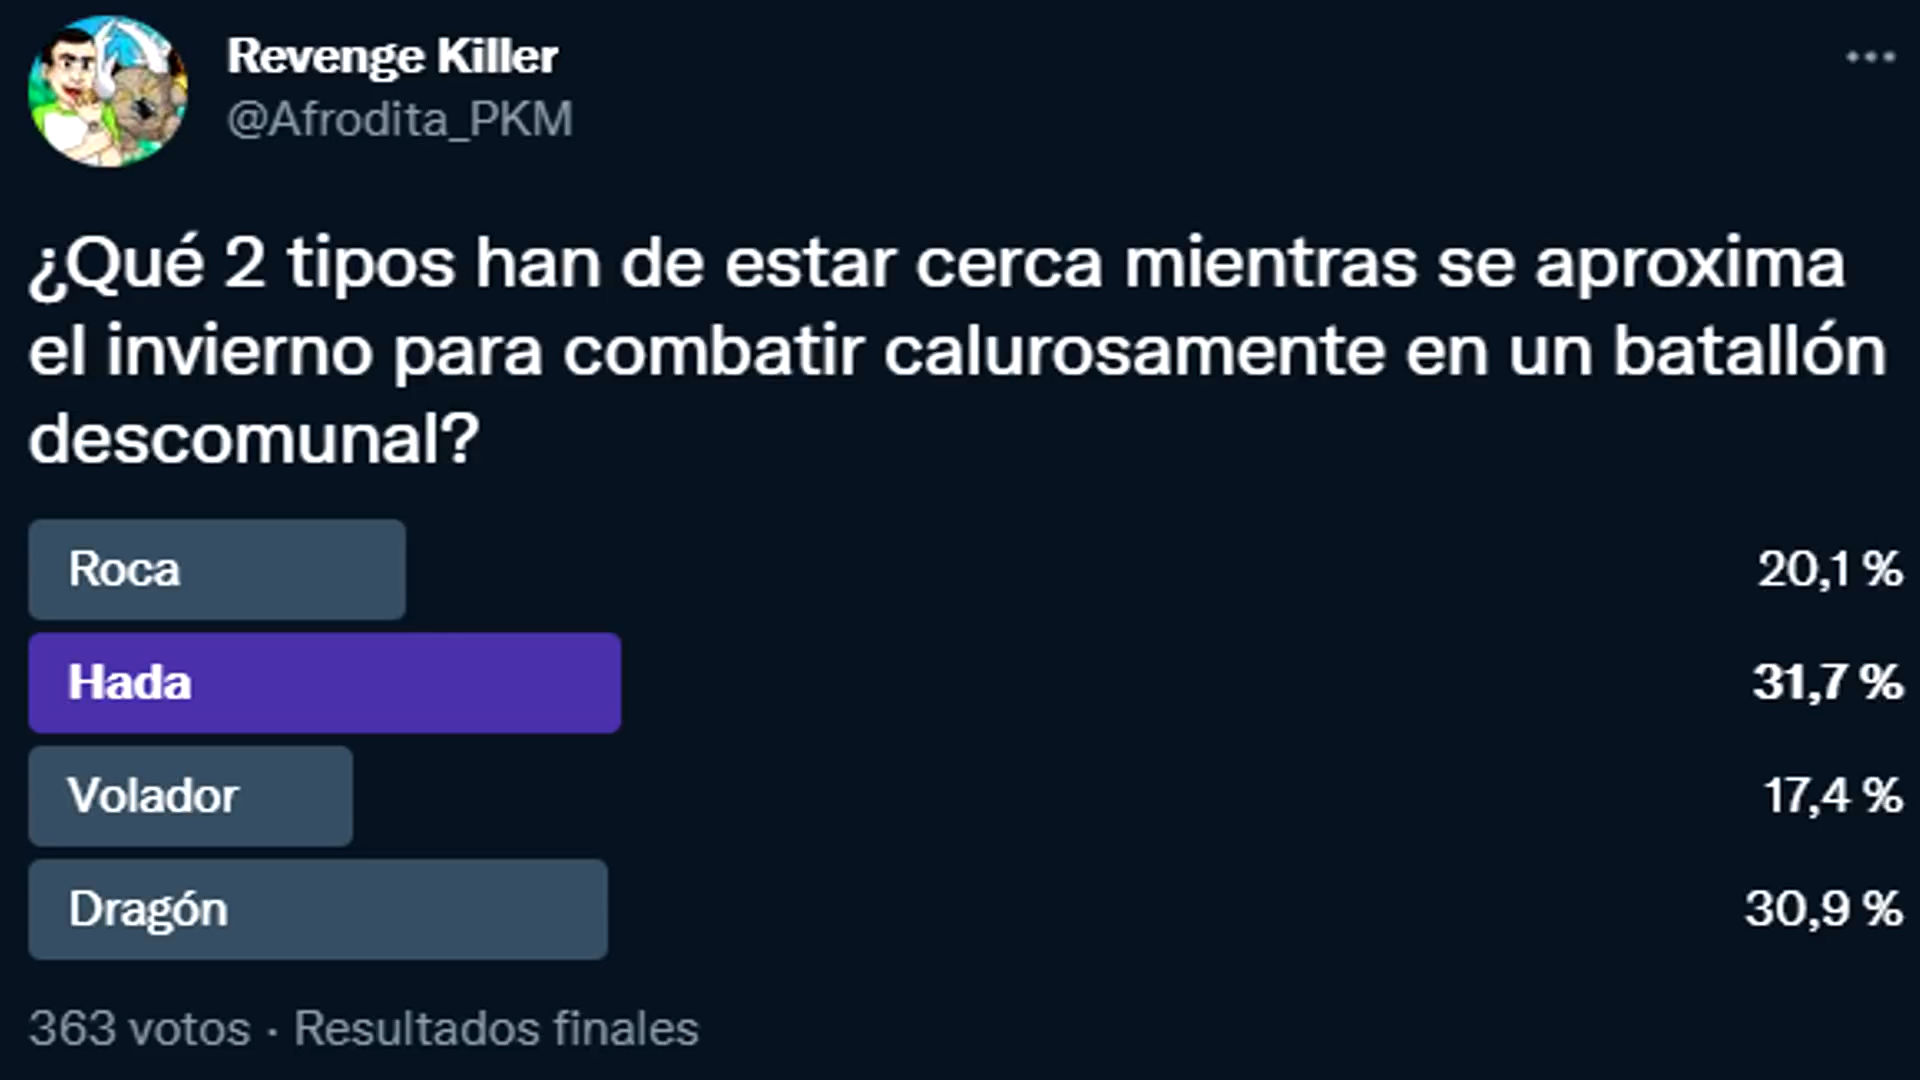 Revenge Killer
@Afrodita_PKM
¿Qué 2 tipos han de estar cerca mientras se aproxima
el invierno para combatir calurosamente en un batallón
descomunal?
Roca 20,1 %
Hada 31,7 %
Volador 17,4 %
Dragón 30,9 %
363 votos · Resultados finales